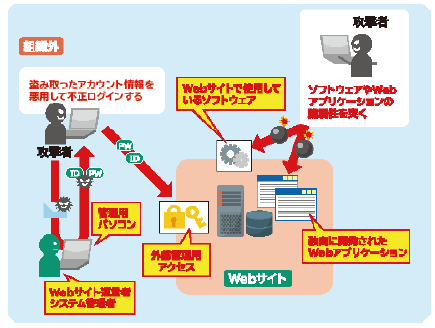 攻撃者
組織外
盗み取ったアカウント情報を
悪用して不正ログインする
Webサイトで使用して
いるソフトウェア
ソフトウェアやWeb
アプリケーションの
脆弱性を突く
攻撃者
PW
ID
ID
PW
管理用
パソコン
外部管理用
アクセス
独自に開発された
Webアプリケーション
Webサイト
Webサイト運営者
システム管理者